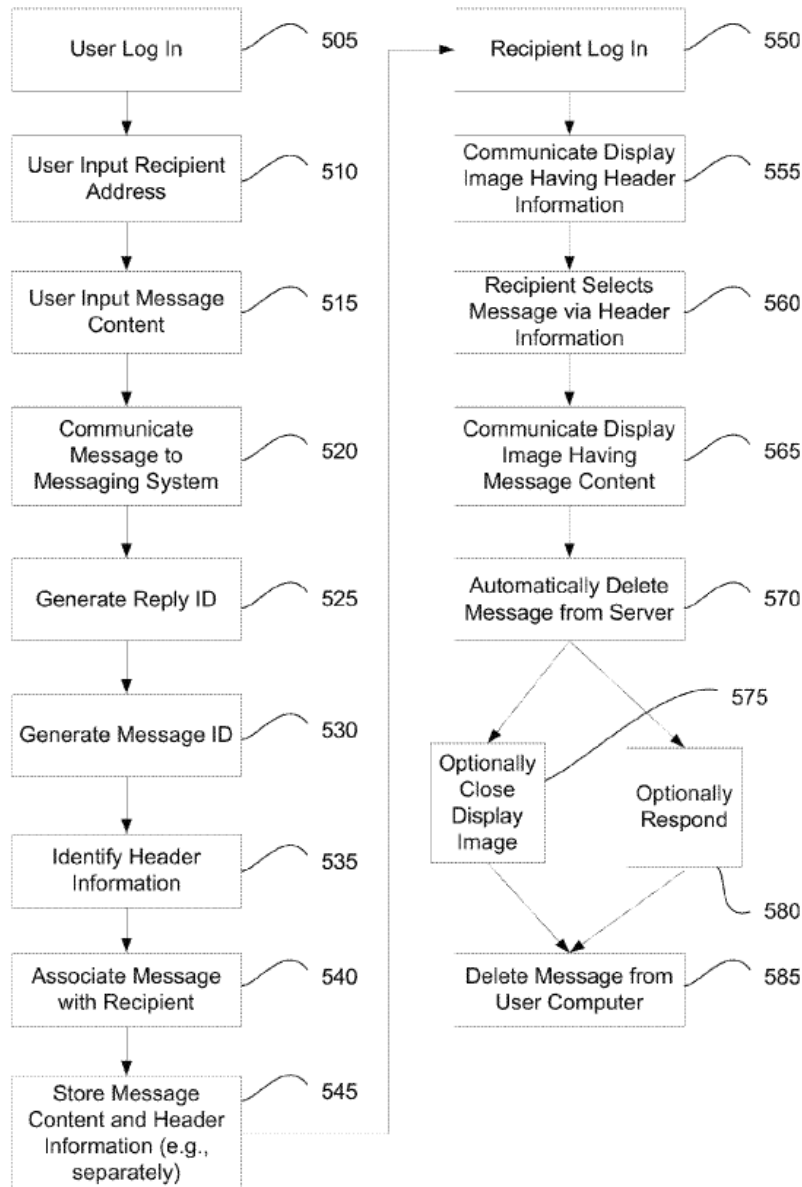 User Log In
505
User Input Recipient
Address
510
User Input Message
Content
515
Communicate
Message to
Messaging System
520
Generate Reply ID
525
Generate Message ID
530
Identify Header
Information
535
Associate Message
with Recipient
540
Store Message
Content and Header
Information (e.g.,
separately)
545
Recipient Log In
550
Communicate Display
Image Having Header
Information
555
Recipient Selects
Message via Header
Information
560
Communicate Display
Image Having
Message Content
565
Automatically Delete
Message from Server
570
575
Optionally
Close
Display
Image
Optionally
Respond
580
Delete Message from
User Computer
585